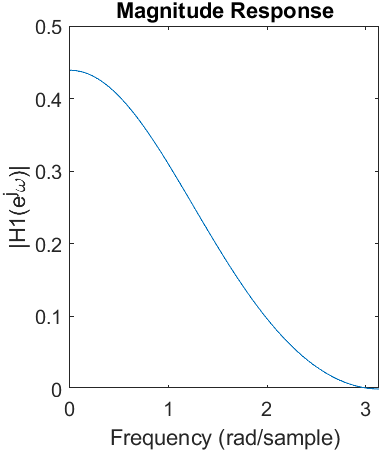 Magnitude Response
|H1(e^jω)|
0.5
0.4
0.3
0.2
0.1
0
0 1 2 3
Frequency (rad/sample)